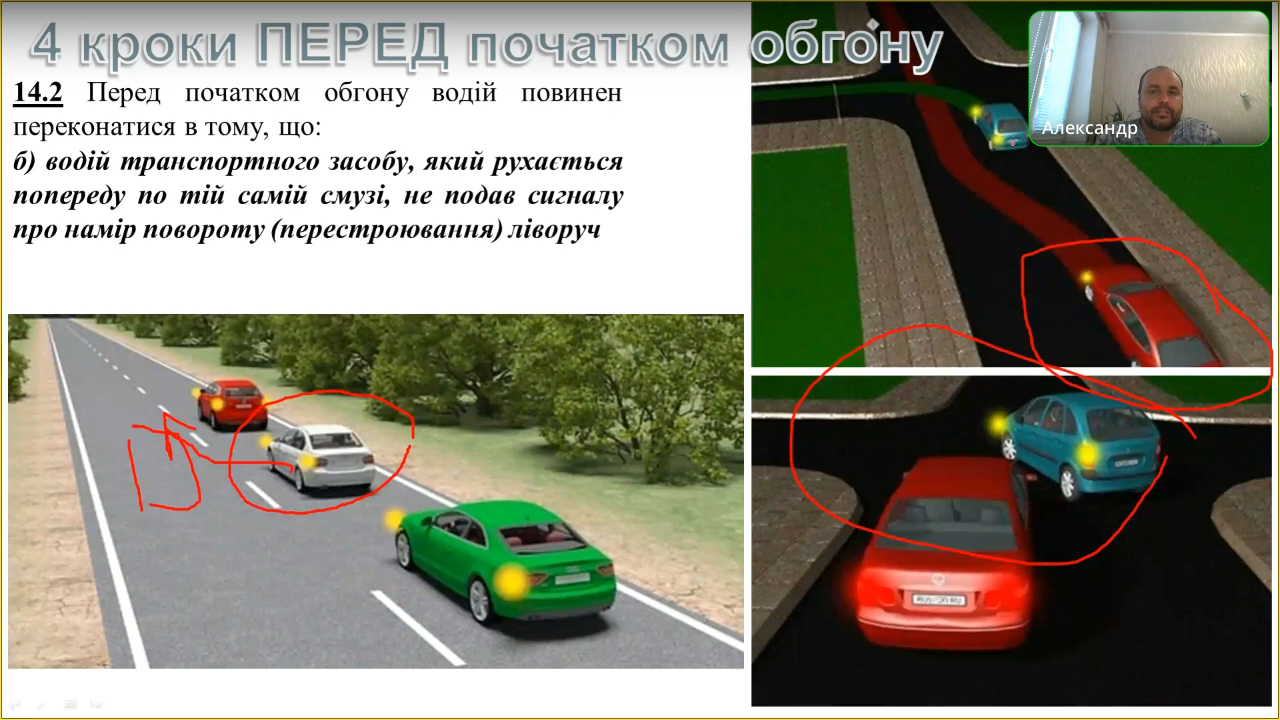 4 кроки ПЕРЕД початком обгону
14.2 Перед початком обгону водій повинен
переконатися в тому, що:
б) водій транспортного засобу, який рухається
попереду по тій самій смузі, не подав сигналу
про намір повороту (перестроювання) ліворуч
Александр